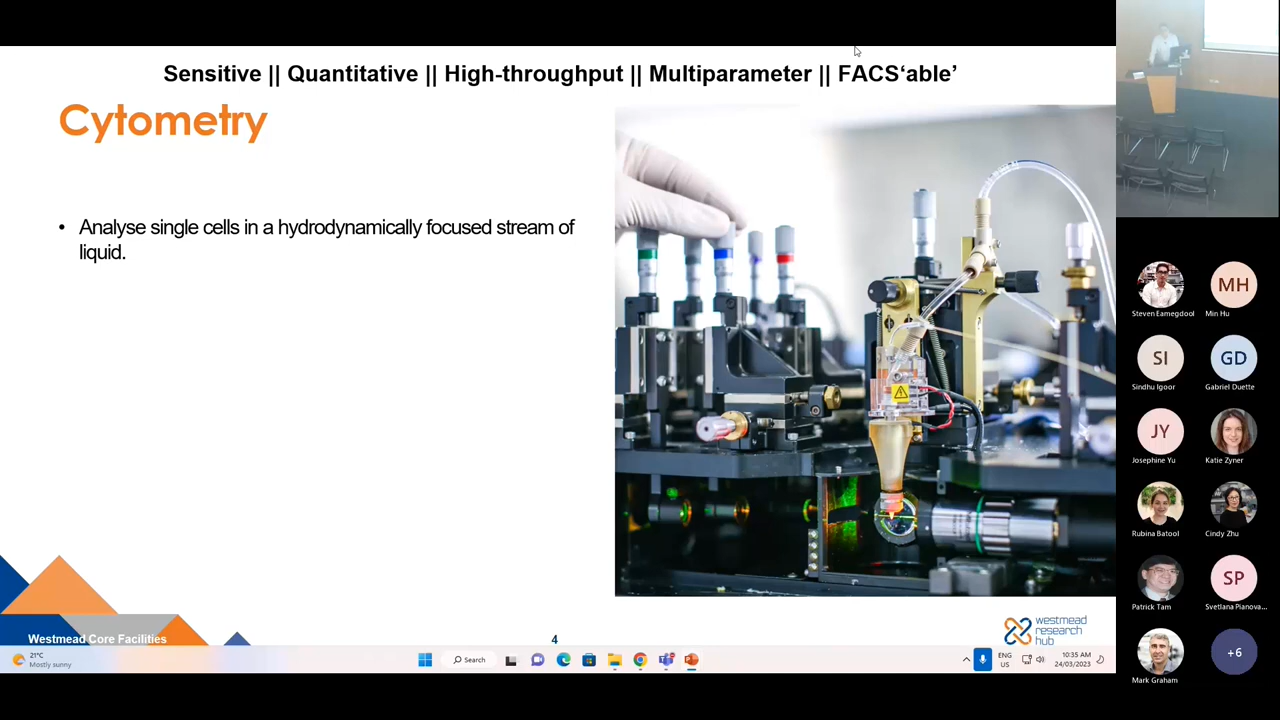 Sensitive || Quantitative || High-throughput || Multiparameter || FACS‘able’
Cytometry
• Analyse single cells in a hydrodynamically focused stream of
liquid.
Westmead Core Facilities
4
westmead
research
hub
21°C
Mostly sunny
Search
ENG
US
10:35 AM
24/03/2023
Steven Eamegdool
MH
Min Hu
SI
Sindhu Igoor
GD
Gabriel Duette
JY
Josephine Yu
Katie Zyner
Rubina Batool
Cindy Zhu
Patrick Tam
SP
Svetlana Pianova...
Mark Graham
+6